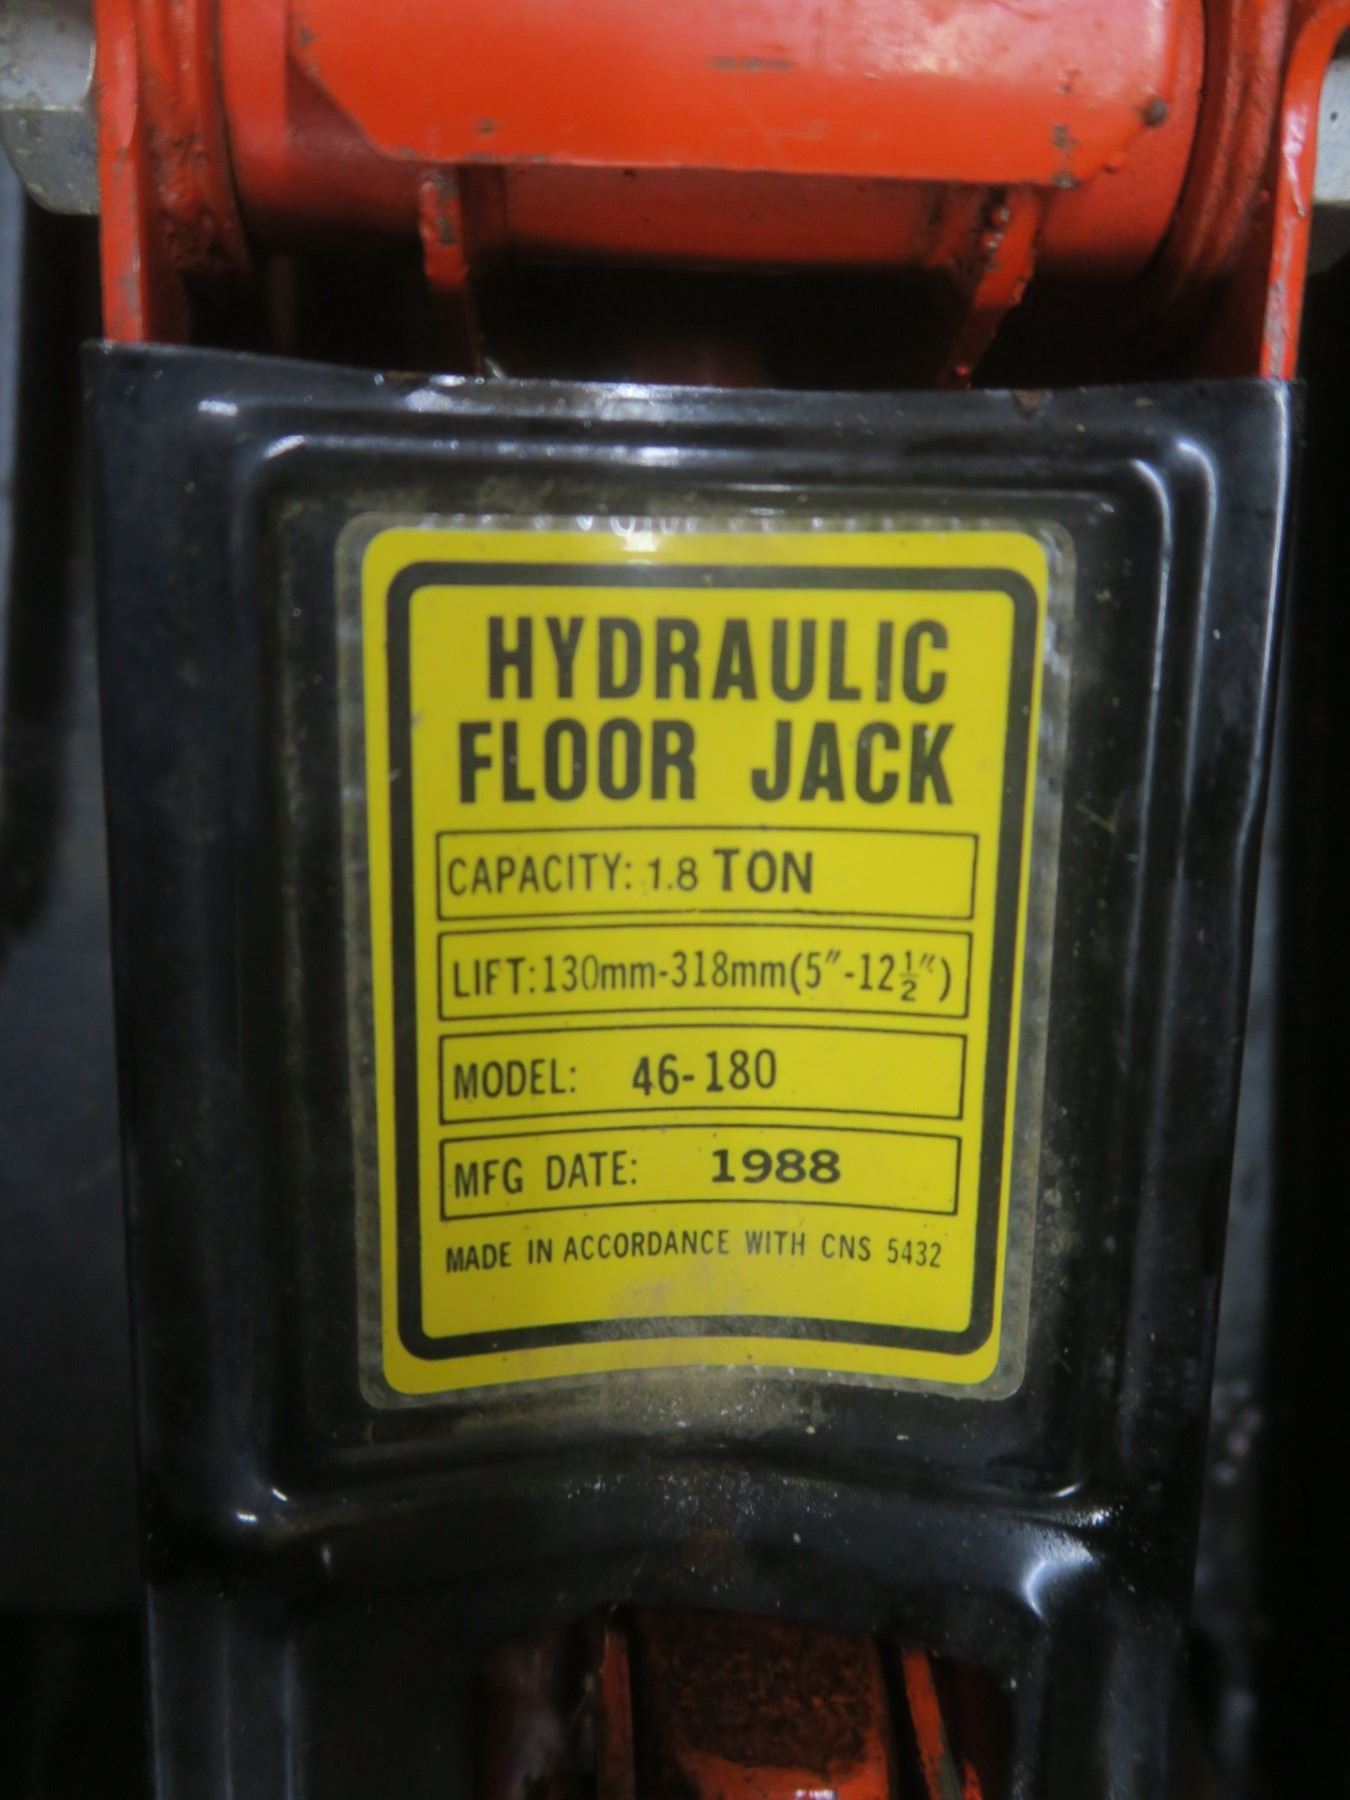 HYDRAULIC
FLOOR JACK
CAPACITY: 1.8 TON
LIFT: 130mm-318mm(5"-12½")
MODEL: 46-180
MFG DATE: 1988
MADE IN ACCORDANCE WITH CNS 5432